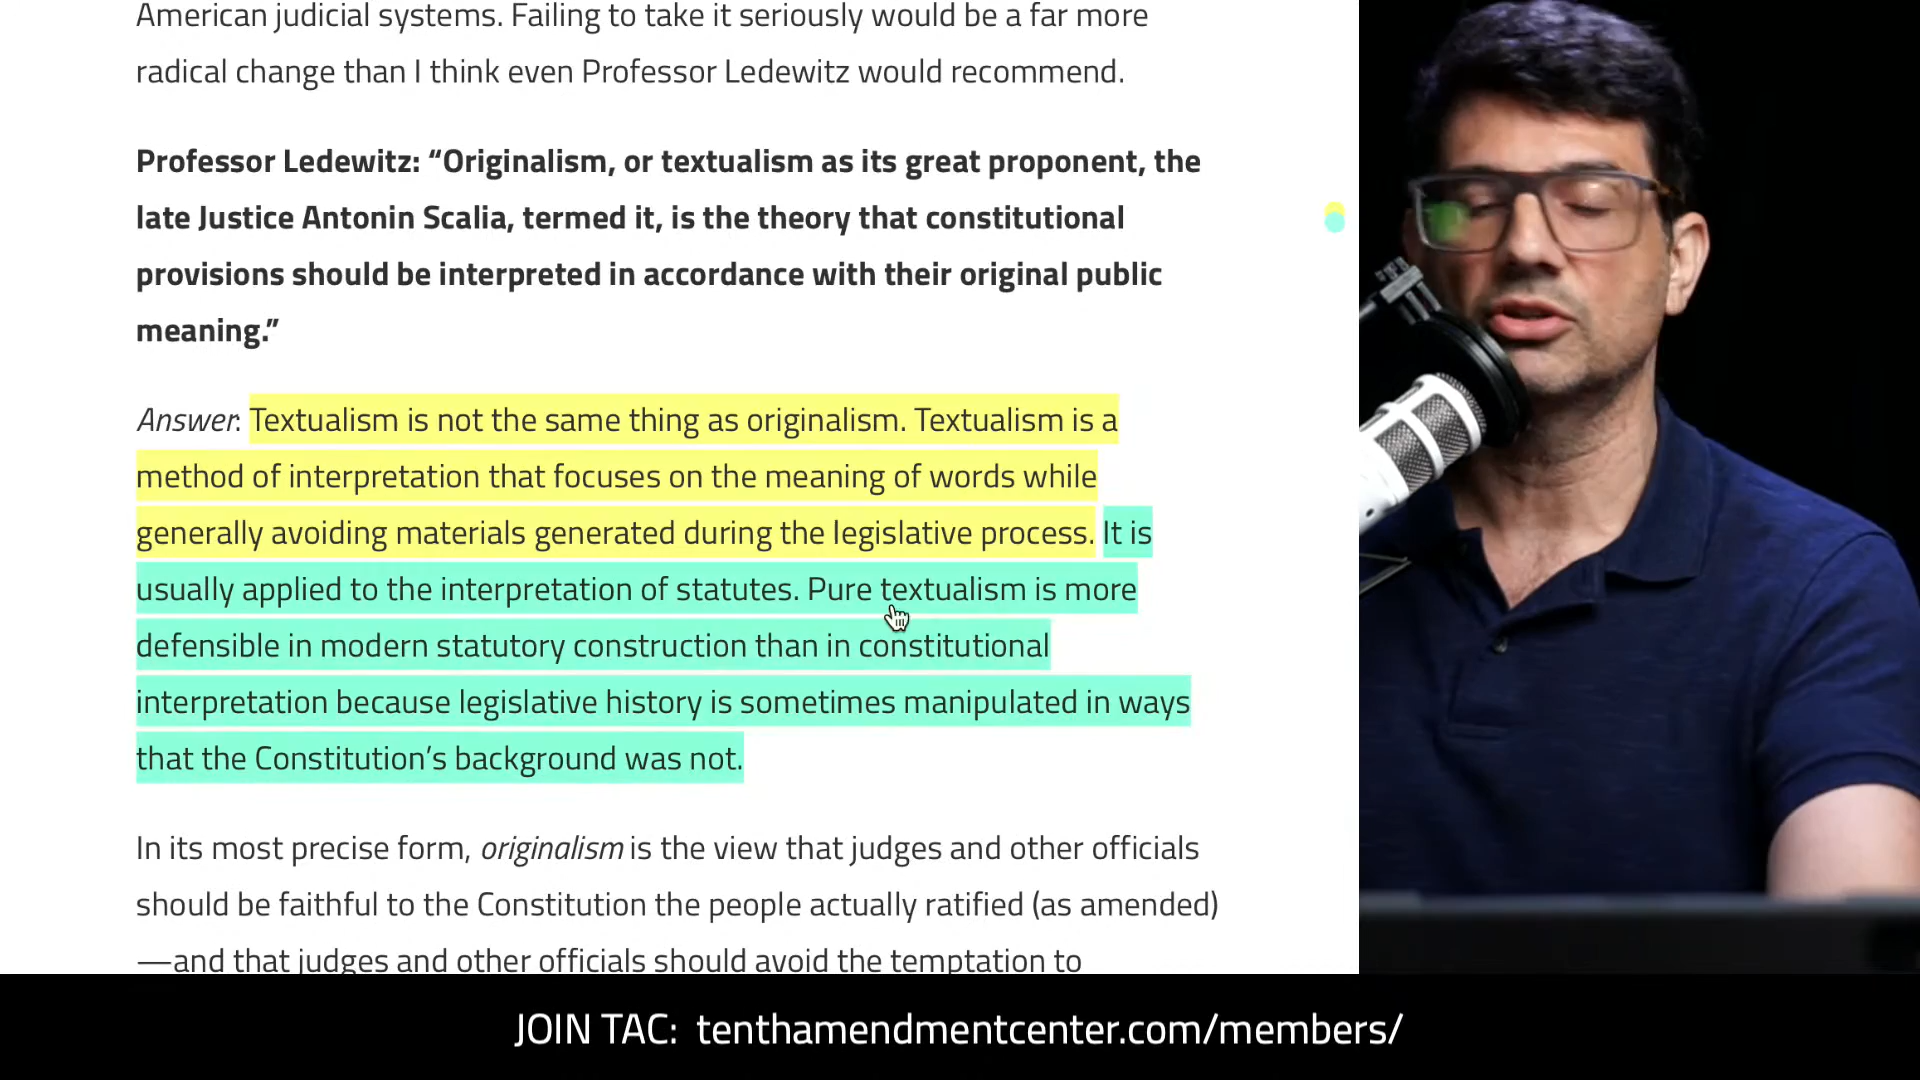 American judicial systems. Failing to take it seriously would be a far more
radical change than I think even Professor Ledewitz would recommend.
Professor Ledewitz: “Originalism, or textualism as its great proponent, the
late Justice Antonin Scalia, termed it, is the theory that constitutional
provisions should be interpreted in accordance with their original public
meaning.”
Answer: Textualism is not the same thing as originalism. Textualism is a
method of interpretation that focuses on the meaning of words while
generally avoiding materials generated during the legislative process. It is
usually applied to the interpretation of statutes. Pure textualism is more
defensible in modern statutory construction than in constitutional
interpretation because legislative history is sometimes manipulated in ways
that the Constitution’s background was not.
In its most precise form, originalism is the view that judges and other officials
should be faithful to the Constitution the people actually ratified (as amended)
—and that judges and other officials should avoid the temptation to
JOIN TAC: tenthamendmentcenter.com/members/